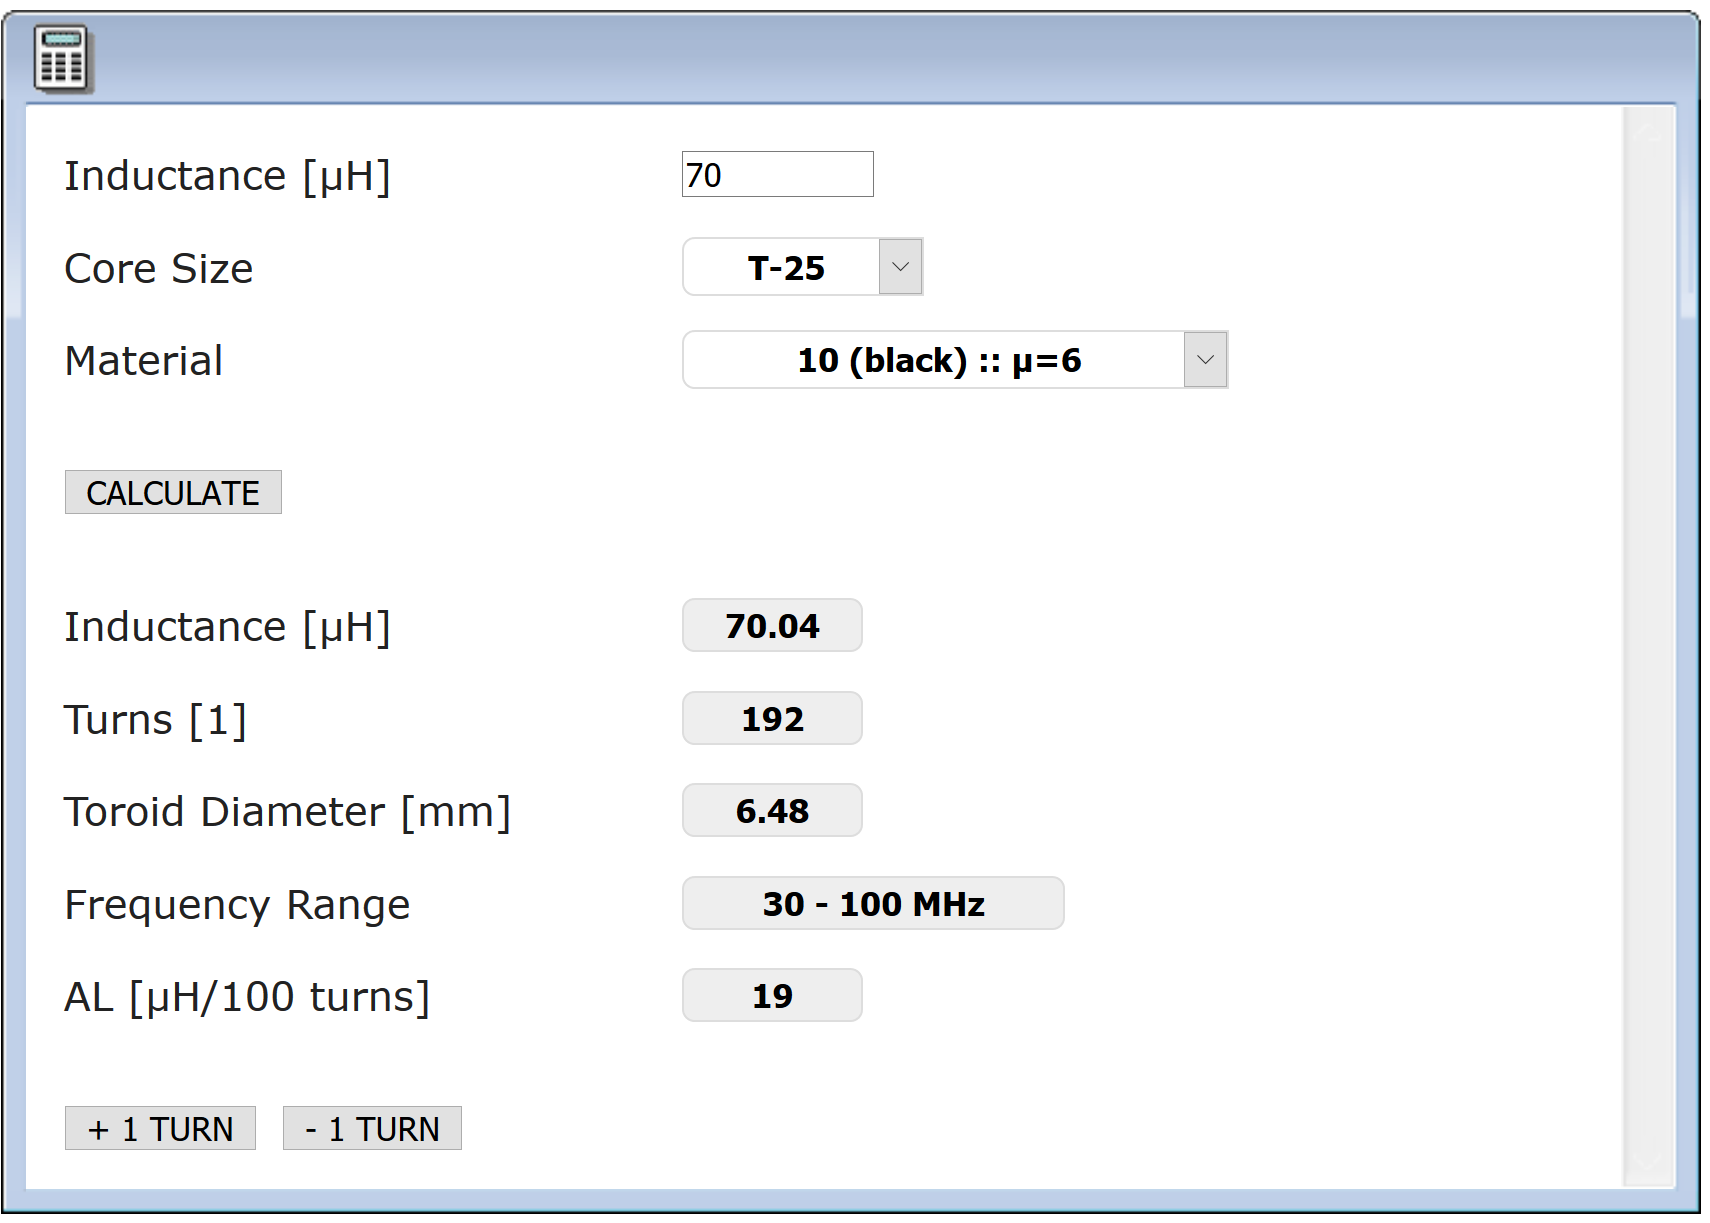 Inductance [µH] 70
Core Size T-25
Material 10 (black) :: µ=6
CALCULATE
Inductance [µH] 70.04
Turns [1] 192
Toroid Diameter [mm] 6.48
Frequency Range 30 - 100 MHz
AL [µH/100 turns] 19
+ 1 TURN - 1 TURN